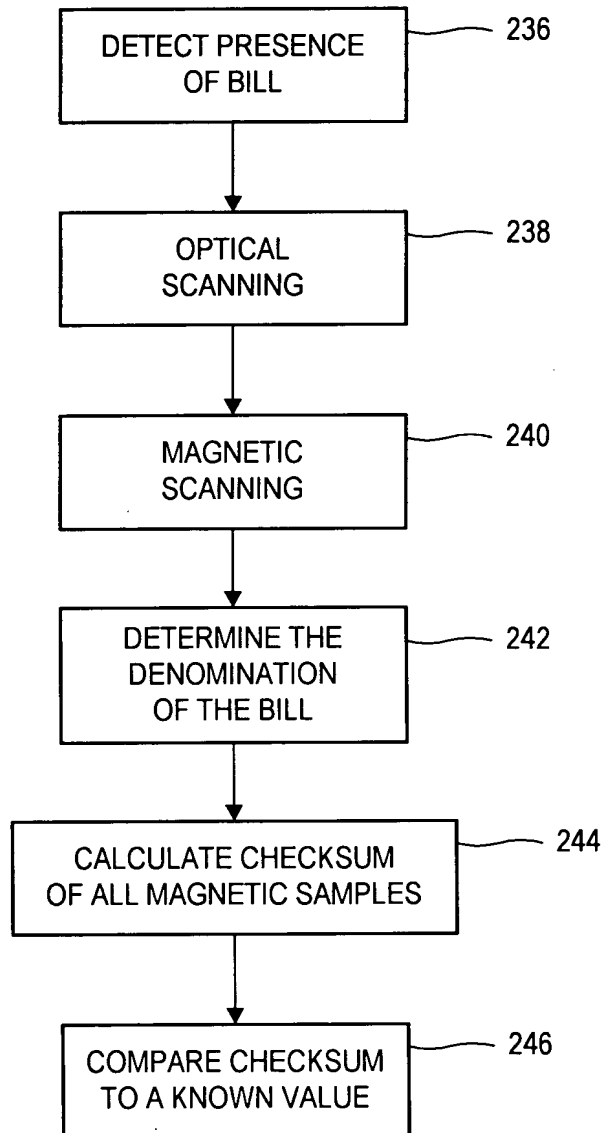 DETECT PRESENCE
OF BILL
236
OPTICAL
SCANNING
238
MAGNETIC
SCANNING
240
DETERMINE THE
DENOMINATION
OF THE BILL
242
CALCULATE CHECKSUM
OF ALL MAGNETIC SAMPLES
244
COMPARE CHECKSUM
TO A KNOWN VALUE
246